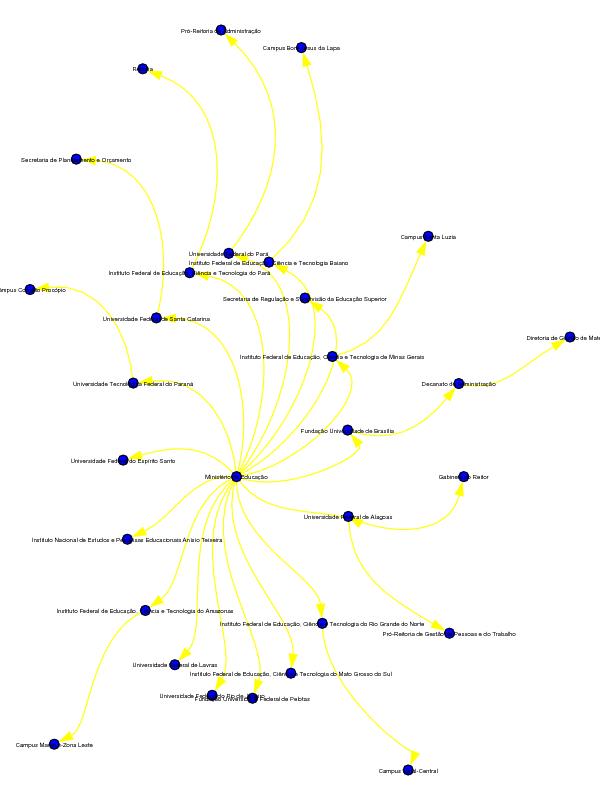 Pró-Reitoria de Administração
Campus Bom Jesus da Lapa
Reitoria
Secretaria de Planejamento e Orçamento
Campus Santa Luzia
Universidade Federal do Pará
Instituto Federal de Educação, Ciência e Tecnologia Baiano
Instituto Federal de Educação, Ciência e Tecnologia do Pará
Câmpus Cornélio Procópio
Secretaria de Regulação e Supervisão da Educação Superior
Universidade Federal de Santa Catarina
Diretoria de Gestão de Mate
Instituto Federal de Educação, Ciência e Tecnologia de Minas Gerais
Universidade Tecnológica Federal do Paraná
Decanato de Administração
Fundação Universidade de Brasília
Universidade Federal do Espírito Santo
Ministério da Educação
Gabinete do Reitor
Universidade Federal de Alagoas
Instituto Nacional de Estudos e Pesquisas Educacionais Anísio Teixeira
Instituto Federal de Educação, Ciência e Tecnologia do Amazonas
Instituto Federal de Educação, Ciência e Tecnologia do Rio Grande do Norte
Pró-Reitoria de Gestão de Pessoas e do Trabalho
Universidade Federal de Lavras
Instituto Federal de Educação, Ciência e Tecnologia do Mato Grosso do Sul
Universidade Federal do Rio de Janeiro
Fundação Universidade Federal de Pelotas
Campus Manaus-Zona Leste
Campus Natal-Central